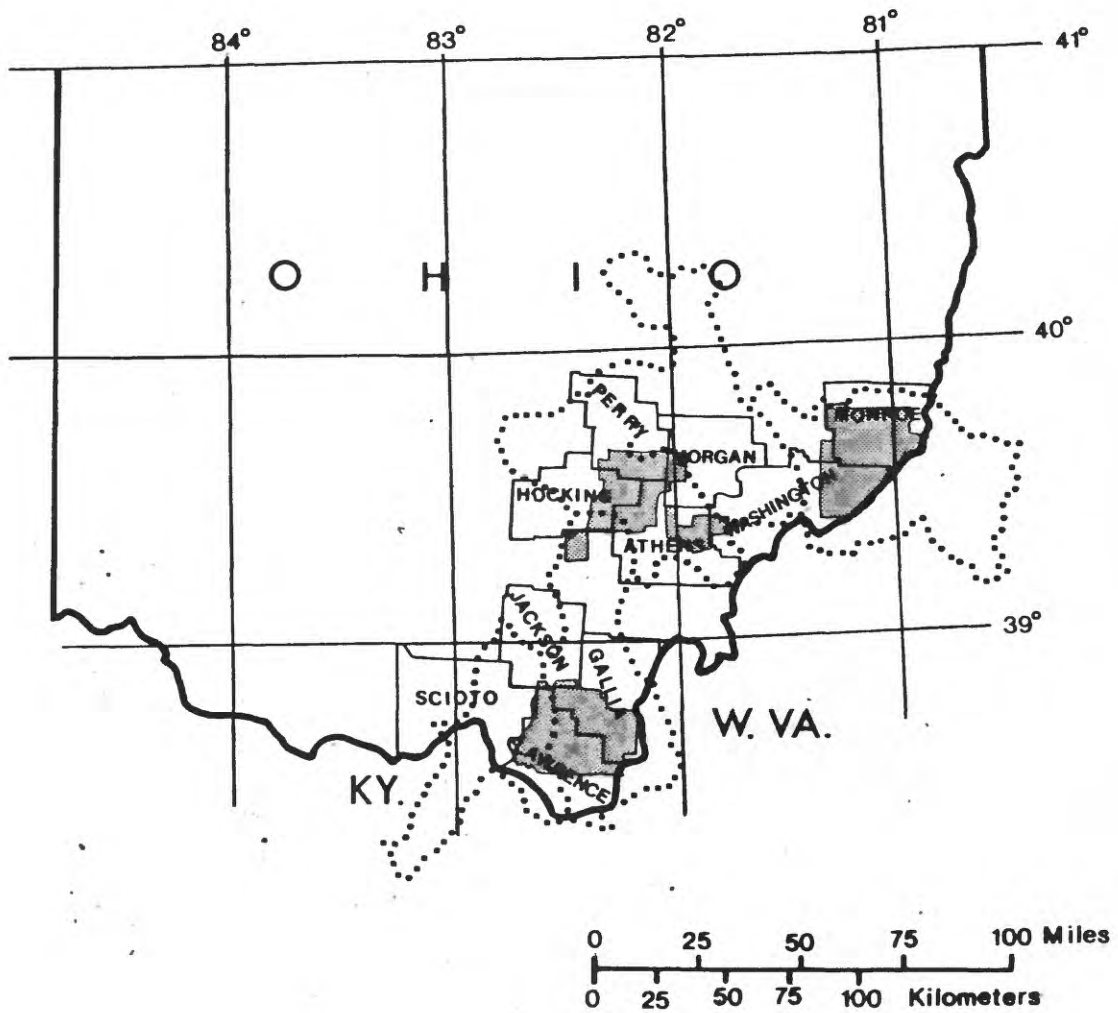 84° 83° 82° 81°
41°
O H I O
40°
PERRY
MONROE
MORGAN
HOCKING
WASHINGTON
ATHENS
39°
JACKSON
GALLI
SCIOTO
W. VA.
LAWRENCE
KY.
0 25 50 75 100 Miles
0 25 50 75 100 Kilometers